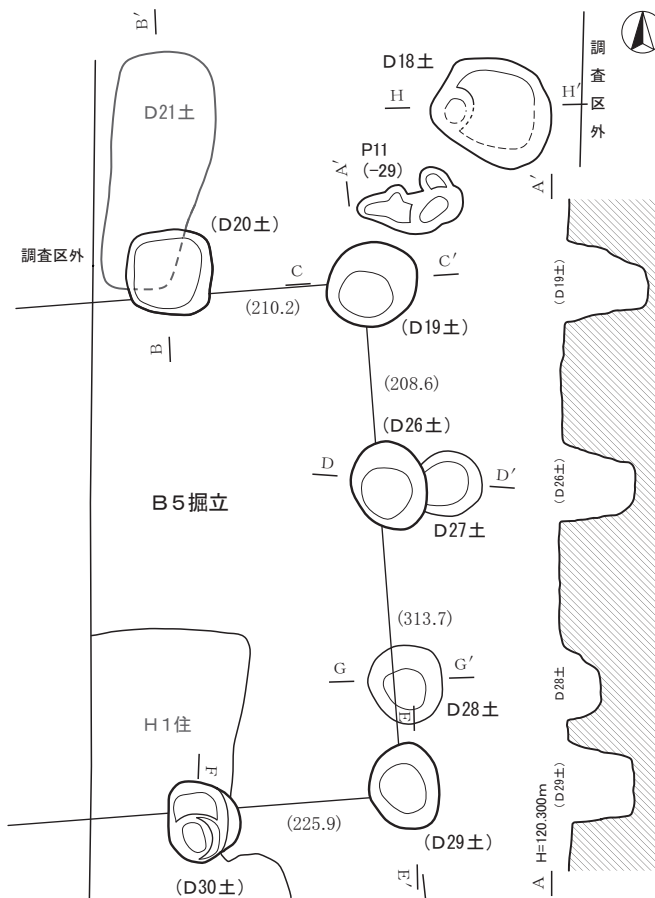 B′
D18土
調査区外
H
H′
D21土
P11
(-29)
A′
A′
(D20土)
調査区外
C
C′
(D19土)
(210.2)
B
(D19土)
(208.6)
(D26土)
D
D′
(D26土)
B5掘立
D27土
(313.7)
G
G′
D28土
E
D28土
H1住
F
(D29土)
(225.9)
(D29土)
H=120.300m
(D30土)
E′
A